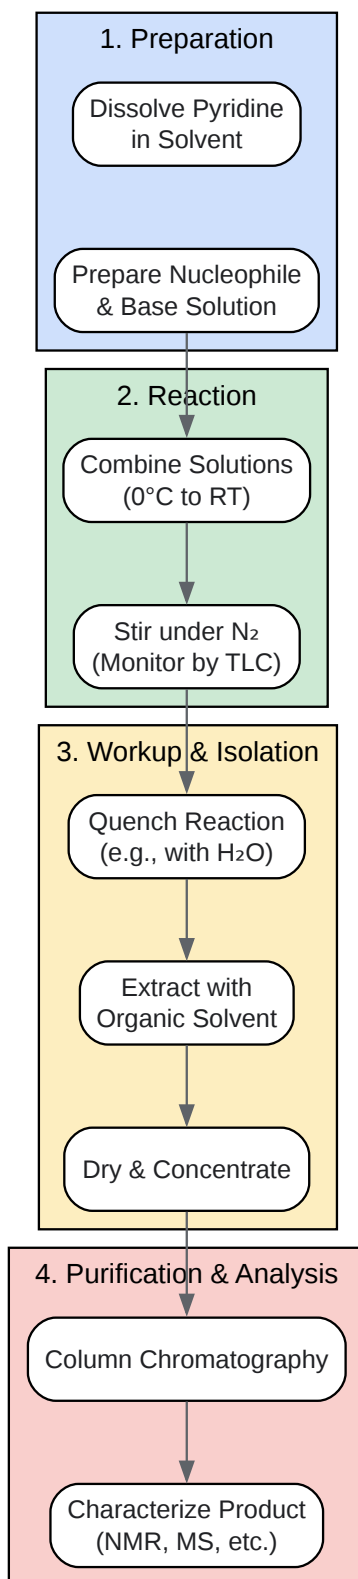 1. Preparation
Dissolve Pyridine
in Solvent
Prepare Nucleophile
& Base Solution
2. Reaction
Combine Solutions
(0°C to RT)
Stir under N₂
(Monitor by TLC)
3. Workup & Isolation
Quench Reaction
(e.g., with H₂O)
Extract with
Organic Solvent
Dry & Concentrate
4. Purification & Analysis
Column Chromatography
Characterize Product
(NMR, MS, etc.)